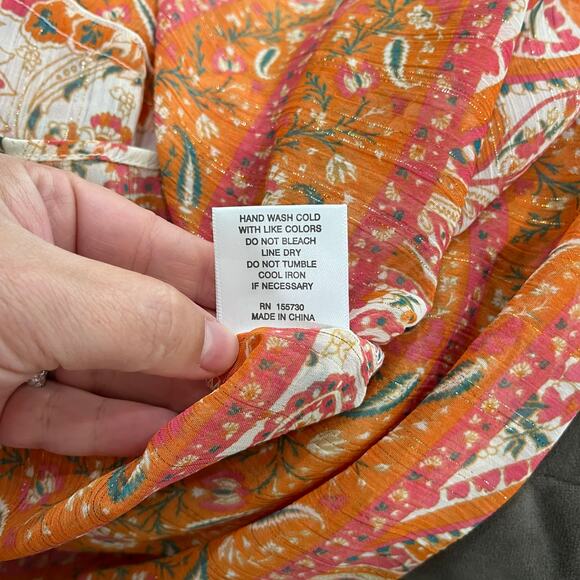 HAND WASH COLD
WITH LIKE COLORS
DO NOT BLEACH
LINE DRY
DO NOT TUMBLE
COOL IRON
IF NECESSARY
RN 155730
MADE IN CHINA